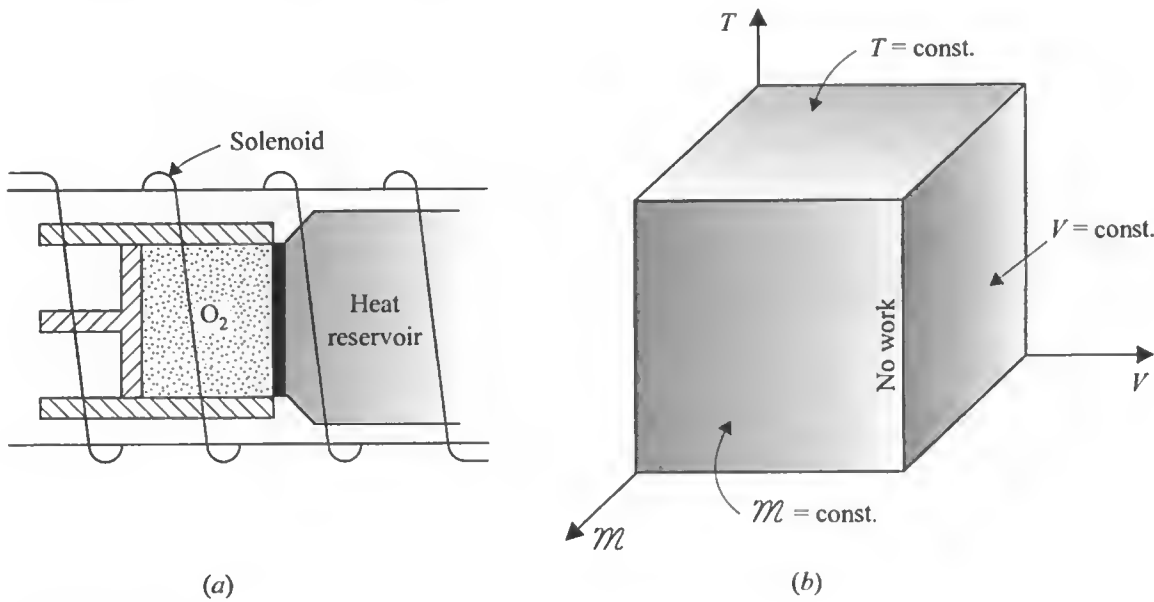 Solenoid
O₂
Heat
reservoir
(a)
T
T = const.
V = const.
No work
V
ℳ = const.
ℳ
(b)